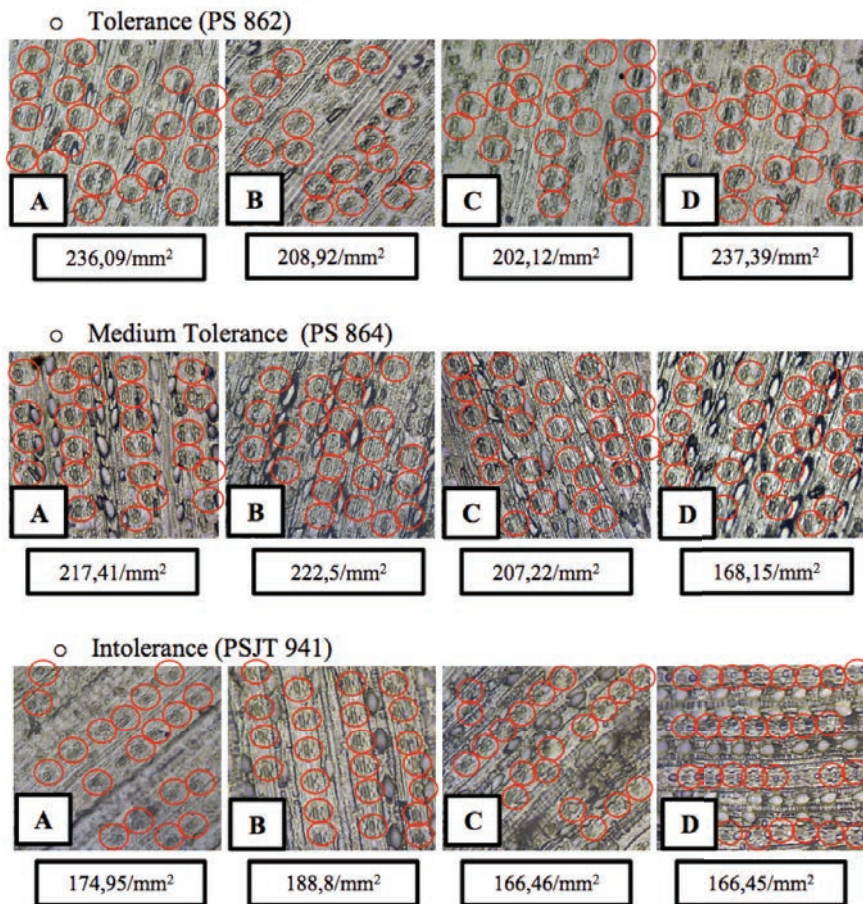 ○ Tolerance (PS 862)
A B C D
236,09/mm² 208,92/mm² 202,12/mm² 237,39/mm²
○ Medium Tolerance (PS 864)
A B C D
217,41/mm² 222,5/mm² 207,22/mm² 168,15/mm²
○ Intolerance (PSJT 941)
A B C D
174,95/mm² 188,8/mm² 166,46/mm² 166,45/mm²